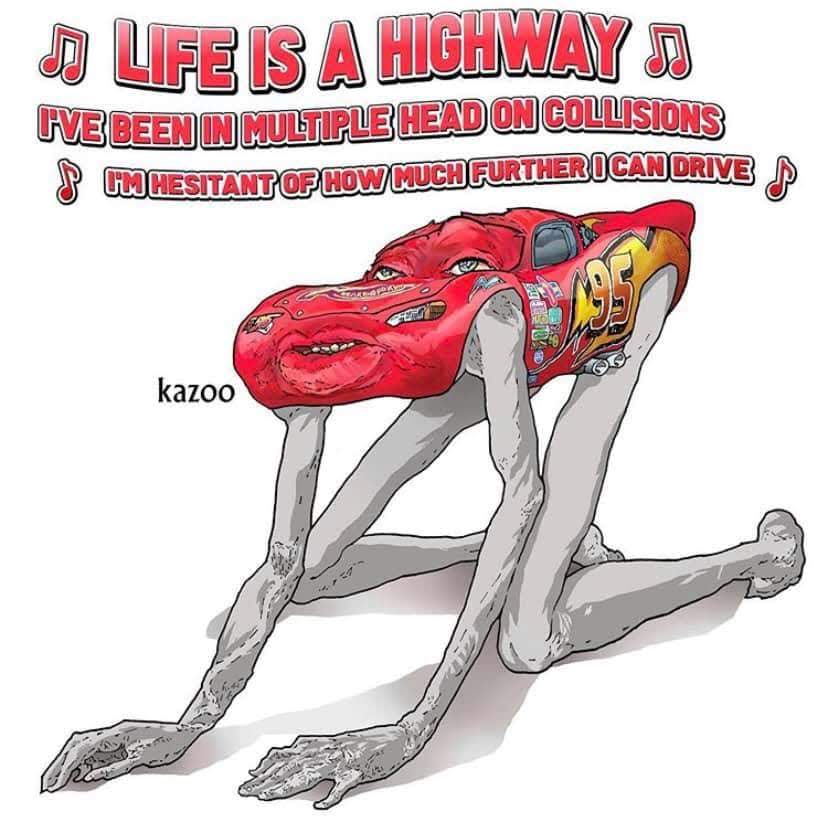 LIFE IS A HIGHWAY
I'VE BEEN IN MULTIPLE HEAD ON COLLISIONS
I'M HESITANT OF HOW MUCH FURTHER I CAN DRIVE
95
kazoo